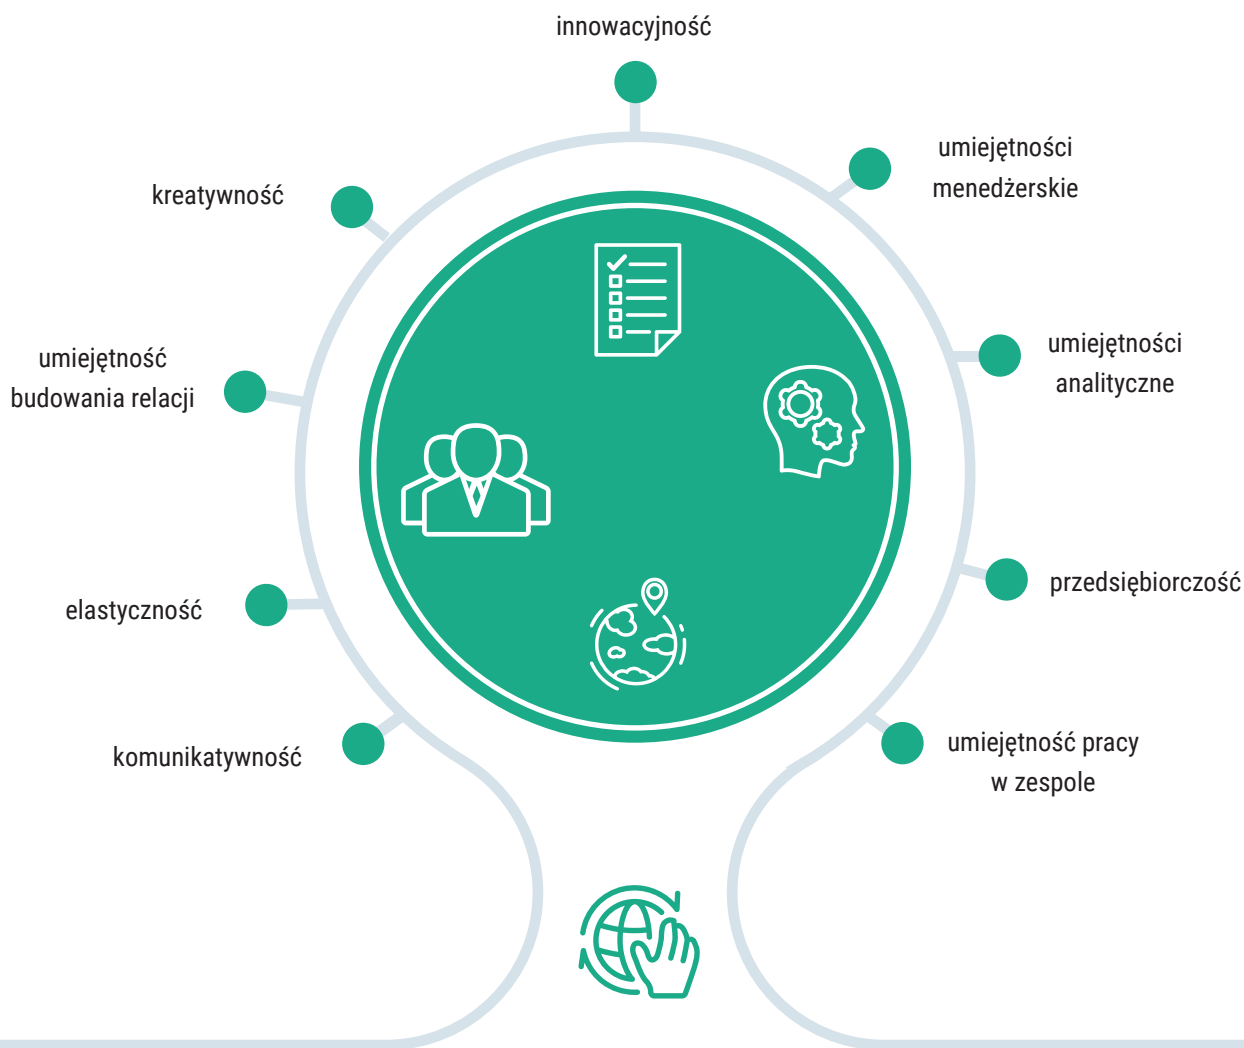 innowacyjność
umiejętności
menedżerskie
kreatywność
umiejętności
analityczne
umiejętność
budowania relacji
przedsiębiorczość
elastyczność
umiejętność pracy
w zespole
komunikatywność